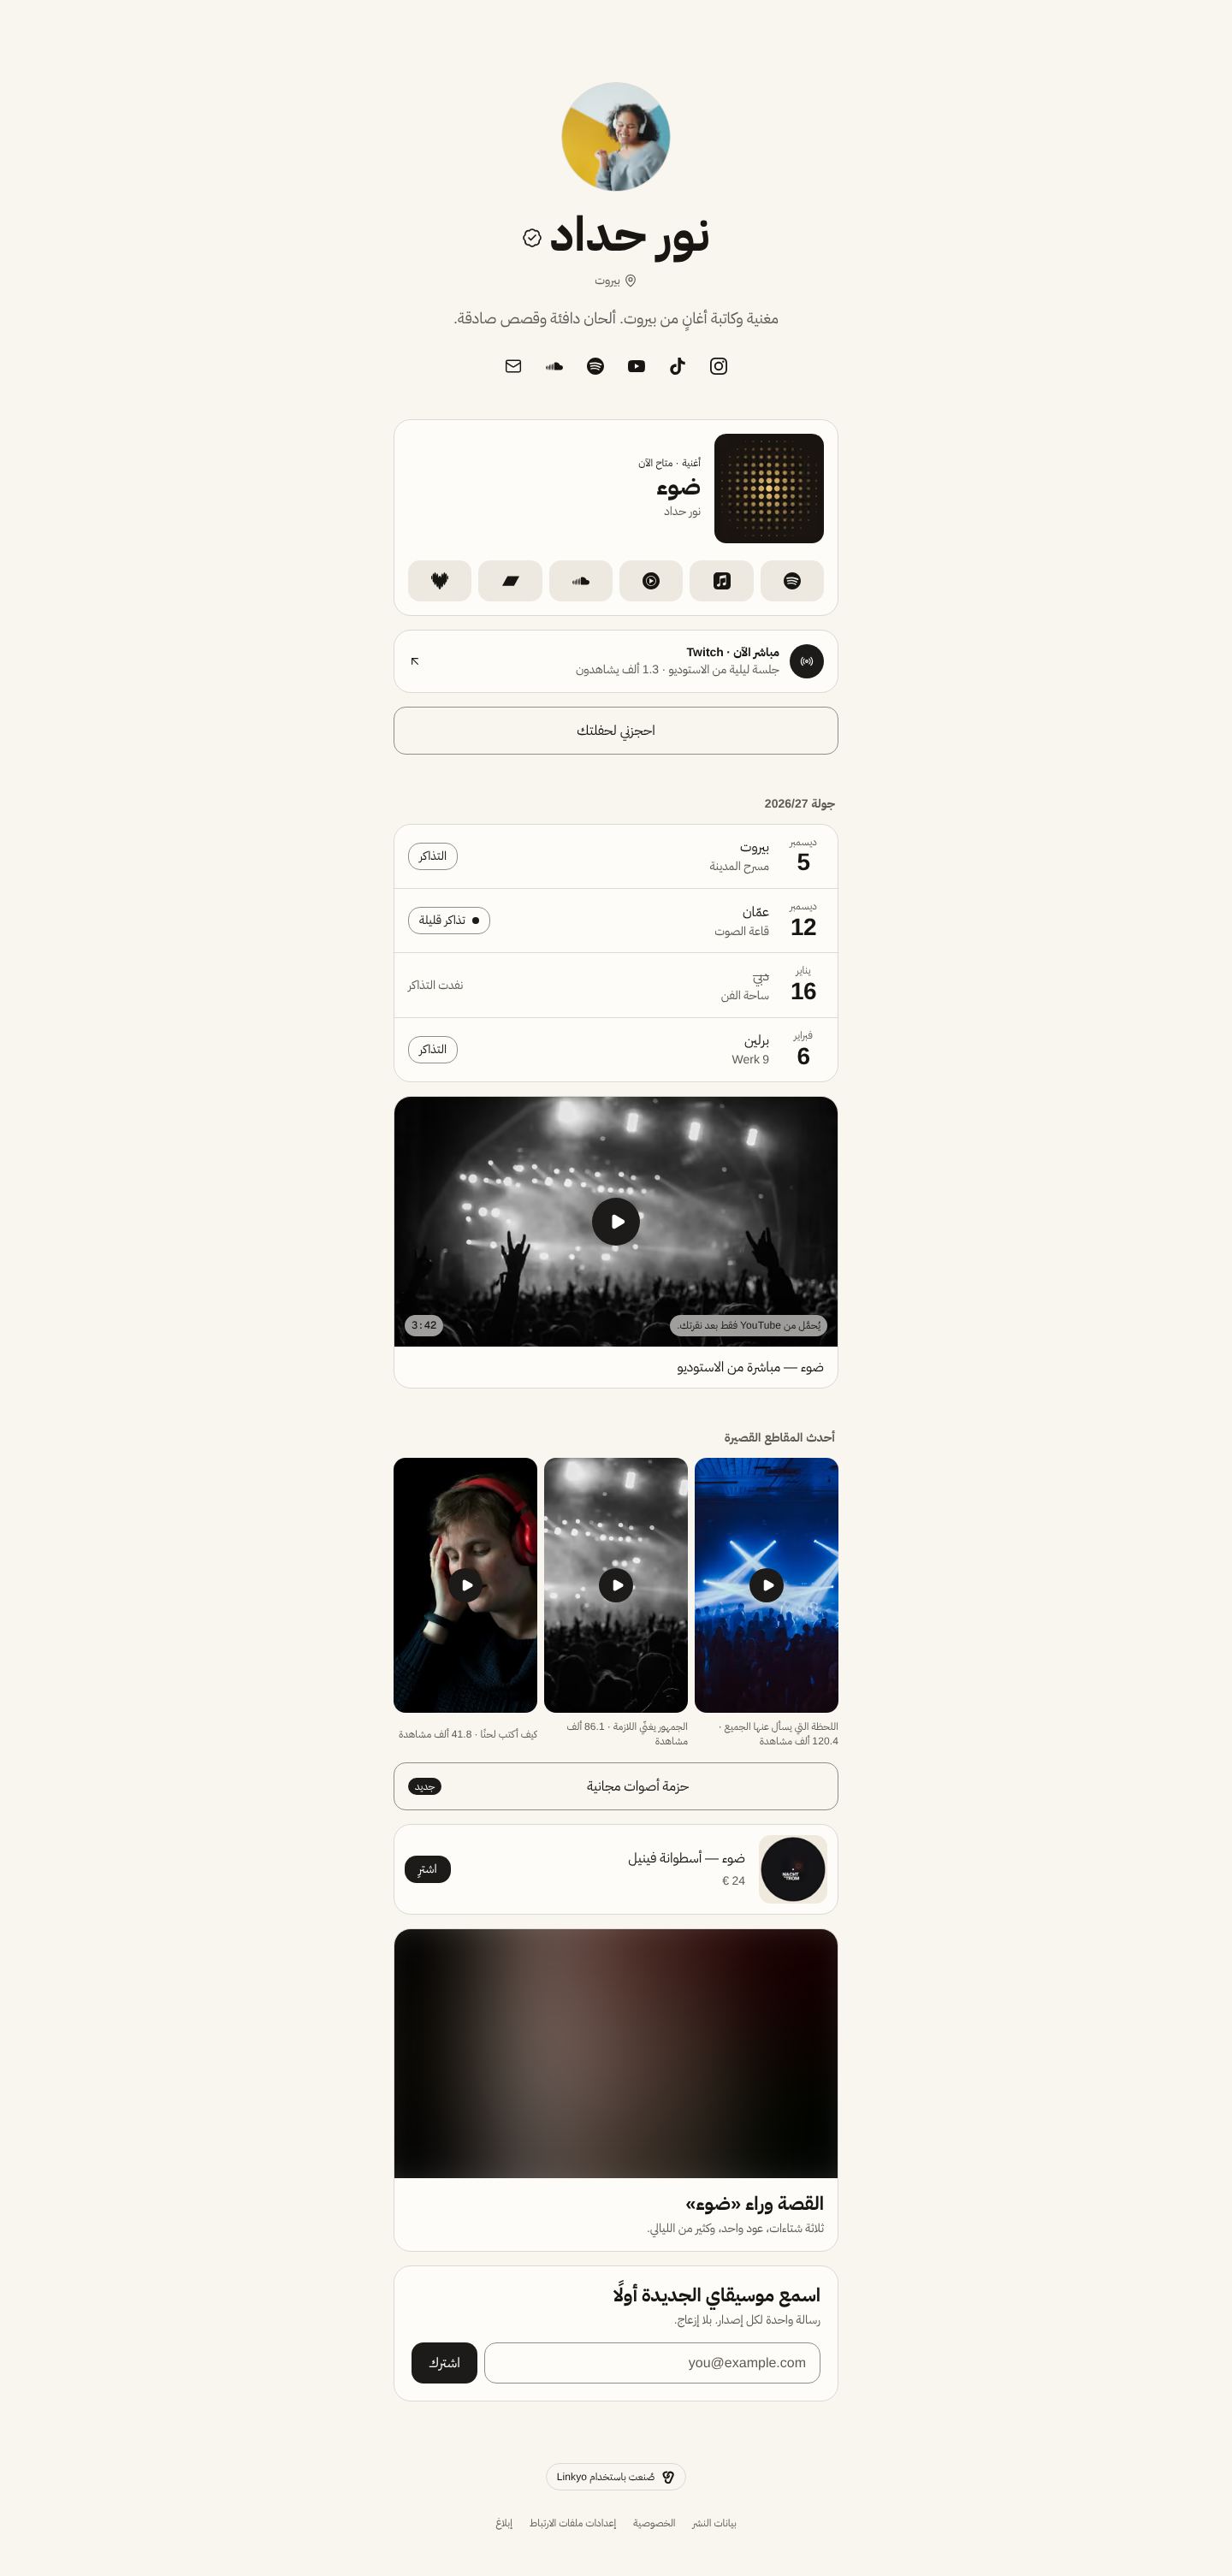 نور حداد
بيروت
مغنية وكاتبة أغانٍ من بيروت. ألحان دافئة وقصص صادقة.
أغنية · متاح الآن
ضوء
نور حداد
مباشر الآن · Twitch
جلسة ليلية من الاستوديو · 1.3 ألف يشاهدون
احجزني لحفلتك
جولة 2026/27
ديسمبر
5
بيروت
مسرح المدينة
التذاكر
ديسمبر
12
عمّان
قاعة الصوت
تذاكر قليلة
يناير
16
دبي
ساحة الفن
نفدت التذاكر
فبراير
6
برلين
Werk 9
التذاكر
يُحمَّل من YouTube فقط بعد نقرتك.
3:42
ضوء — مباشرة من الاستوديو
أحدث المقاطع القصيرة
اللحظة التي يسأل عنها الجميع ·
120.4 ألف مشاهدة
الجمهور يغنّي اللازمة · 86.1 ألف
مشاهدة
كيف أكتب لحنًا · 41.8 ألف مشاهدة
حزمة أصوات مجانية
جديد
ضوء — أسطوانة فينيل
24 €
اشترِ
القصة وراء «ضوء»
ثلاثة شتاءات، عود واحد، وكثير من الليالي.
اسمع موسيقاي الجديدة أولًا
رسالة واحدة لكل إصدار. بلا إزعاج.
you@example.com
اشترك
صُنعت باستخدام Linkyo
بيانات النشر
الخصوصية
إعدادات ملفات الارتباط
إبلاغ